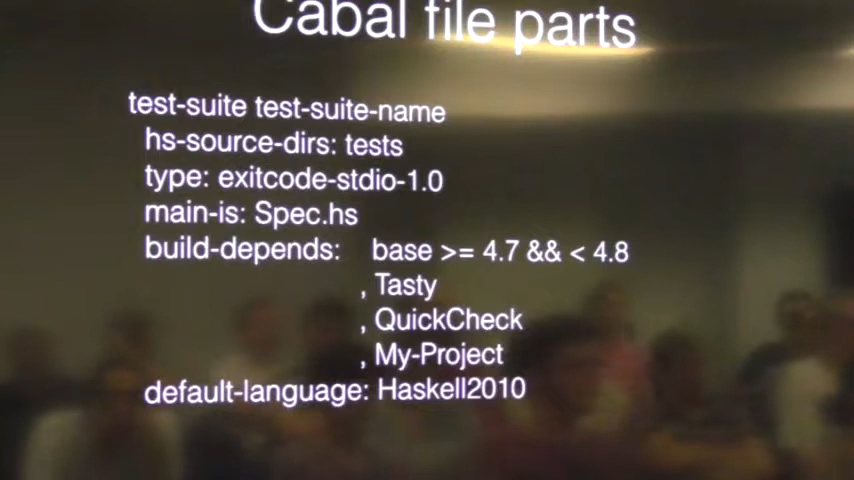 Cabal file parts
test-suite test-suite-name
hs-source-dirs: tests
type: exitcode-stdio-1.0
main-is: Spec.hs
build-depends: base >= 4.7 && < 4.8
, Tasty
, QuickCheck
, My-Project
default-language: Haskell2010